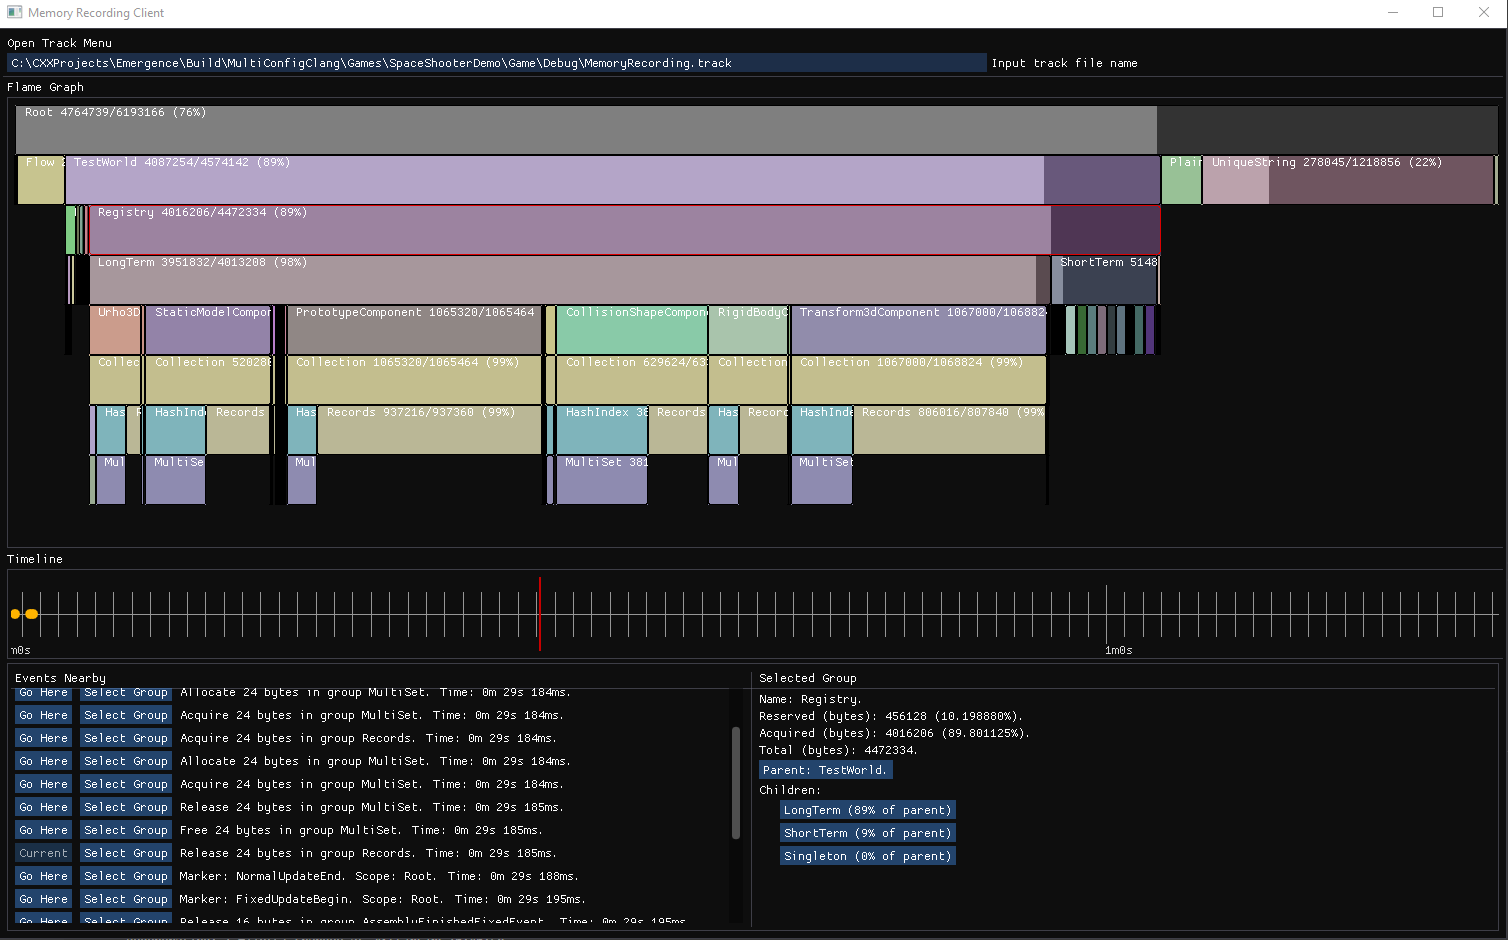 Memory Recording Client
Open Track Menu
C:\CXXProjects\Emergence\Build\MultiConfigClang\Games\SpaceShooterDemo\Game\Debug\MemoryRecording.track Input track file name
Flame Graph
Root 4764739/6193166 (76%)
Flow TestWorld 4087254/4574142 (89%) Plain UniqueString 278045/1218856 (22%)
Registry 4016206/4472334 (89%)
LongTerm 3951832/4013208 (98%) ShortTerm 5148
Urho3D StaticModelCompon PrototypeComponent 1065320/1065464 CollisionShapeCompon RigidBodyC Transform3dComponent 1067000/106882
Collec Collection 52028 Collection 1065320/1065464 (99%) Collection 629624/63 Collection Collection 1067000/1068824 (99%)
Has R HashInd Records Has Records 937216/937360 (99%) HashIndex 38 Records Has Recor HashInde Records 806016/807840 (99%
Mul MultiSe Mul MultiSet 381 Mul MultiSet
Timeline
m0s 1m0s
Events Nearby
Go Here Select Group Allocate 24 bytes in group MultiSet. Time: 0m 29s 184ms.
Go Here Select Group Acquire 24 bytes in group MultiSet. Time: 0m 29s 184ms.
Go Here Select Group Acquire 24 bytes in group Records. Time: 0m 29s 184ms.
Go Here Select Group Allocate 24 bytes in group MultiSet. Time: 0m 29s 184ms.
Go Here Select Group Acquire 24 bytes in group MultiSet. Time: 0m 29s 184ms.
Go Here Select Group Release 24 bytes in group MultiSet. Time: 0m 29s 185ms.
Go Here Select Group Free 24 bytes in group MultiSet. Time: 0m 29s 185ms.
Current Select Group Release 24 bytes in group Records. Time: 0m 29s 185ms.
Go Here Select Group Marker: NormalUpdateEnd. Scope: Root. Time: 0m 29s 188ms.
Go Here Select Group Marker: FixedUpdateBegin. Scope: Root. Time: 0m 29s 195ms.
Go Here Select Group Release 16 bytes in group AssemblyFinishedFixedEvent. Time: 0m 29s 195ms.
Selected Group
Name: Registry.
Reserved (bytes): 456128 (10.198880%).
Acquired (bytes): 4016206 (89.801125%).
Total (bytes): 4472334.
Parent: TestWorld.
Children:
LongTerm (89% of parent)
ShortTerm (9% of parent)
Singleton (0% of parent)